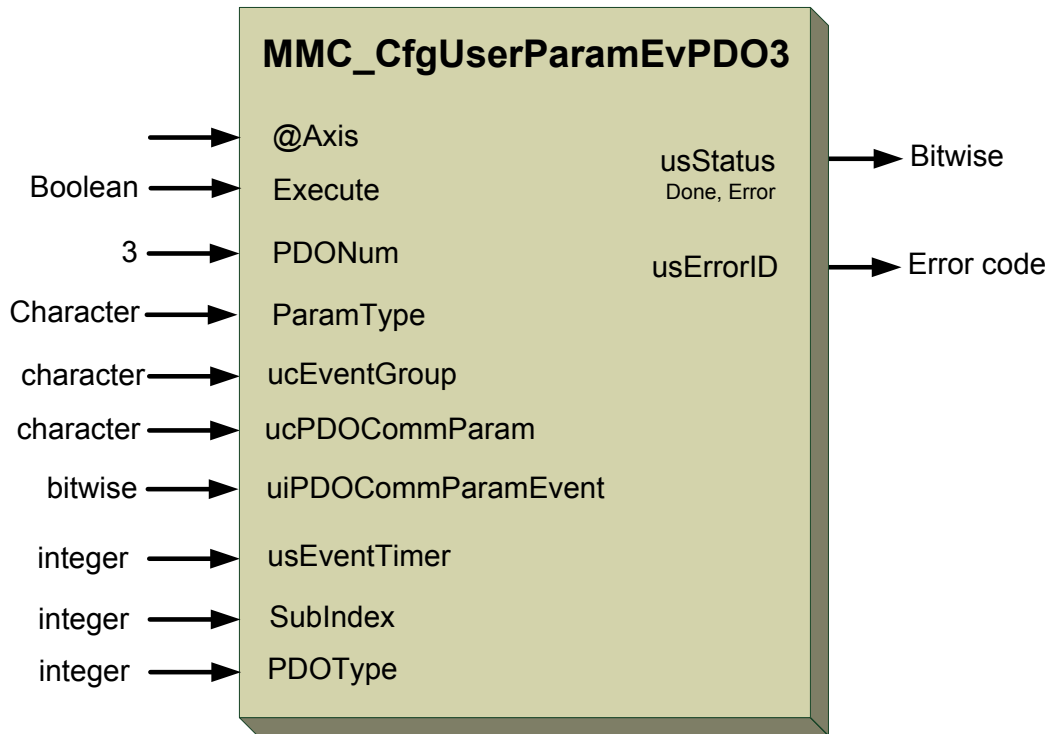 MMC_CfgUserParamEvPDO3
@Axis
Boolean
Execute
3
PDONum
Character
ParamType
character
ucEventGroup
character
ucPDOCommParam
bitwise
uiPDOCommParamEvent
integer
usEventTimer
integer
SubIndex
integer
PDOType
usStatus
Done, Error
Bitwise
usErrorID
Error code